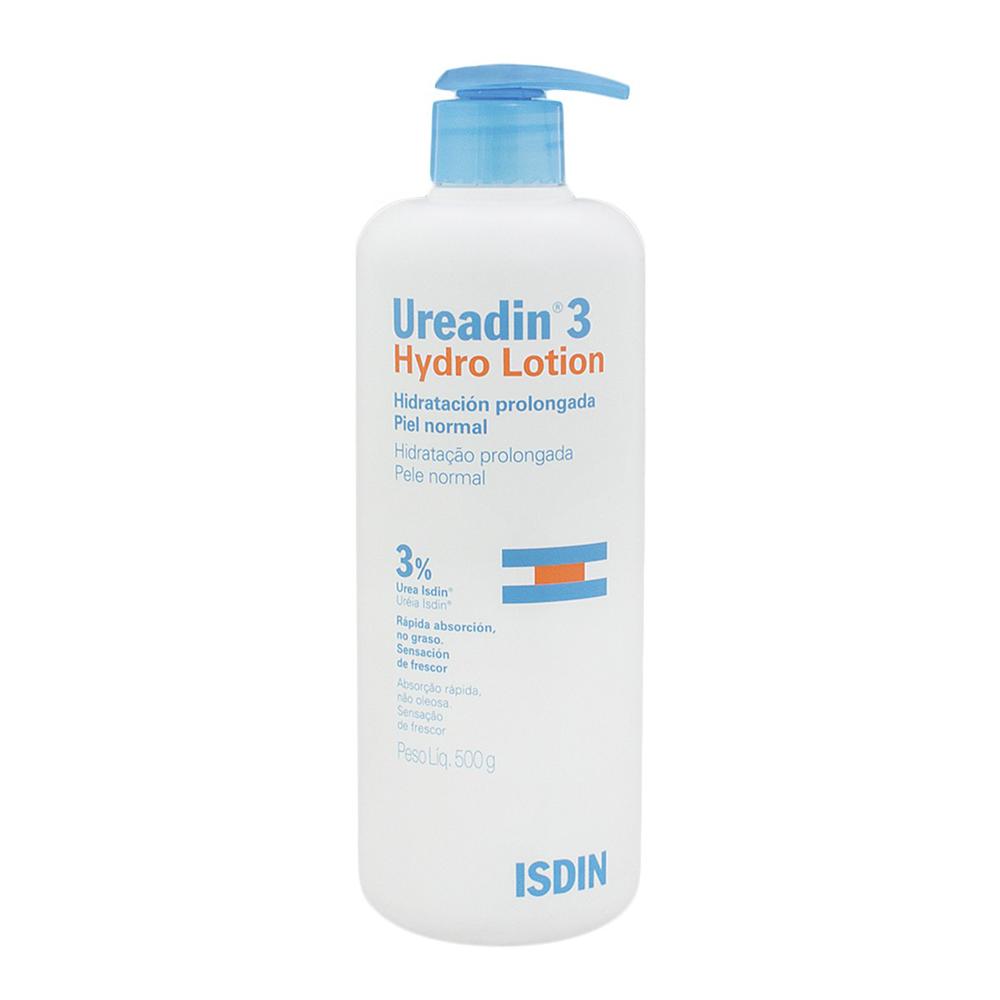 Ureadin® 3
Hydro Lotion
Hidratación prolongada
Piel normal
Hidratação prolongada
Pele normal
3%
Urea Isdin®
Uréia Isdin®
Rápida absorción,
no graso.
Sensación
de frescor
Absorção rápida,
não oleosa.
Sensação
de frescor
Peso Líq. 500 g
ISDIN